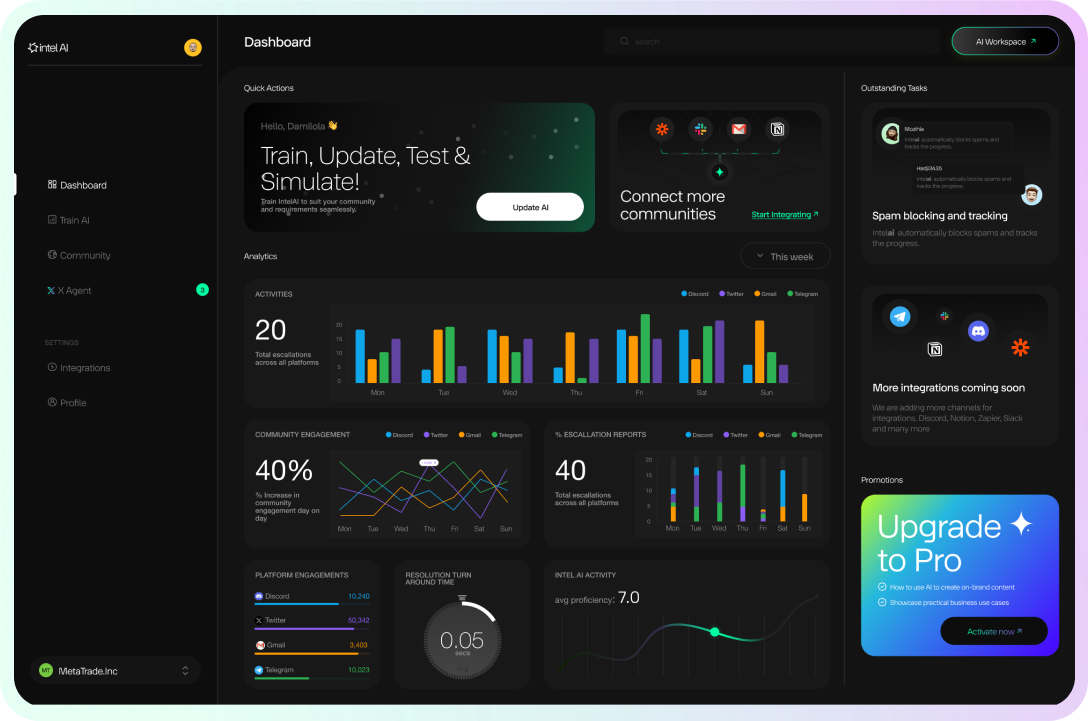 intel AI
Dashboard
search
AI Workspace
Dashboard
Train AI
Community
X Agent
3
SETTINGS
Integrations
Profile
MT
MetaTrade.Inc
Quick Actions
Hello, Damilola 👋
Train, Update, Test &
Simulate!
Train IntelAI to suit your community
and requirements seamlessly.
Update AI
Connect more
communities
Start Integrating
Analytics
This week
ACTIVITIES
Discord
Twitter
Gmail
Telegram
20
Total escallations
across all platforms
20
15
10
5
0
Mon Tue Wed Thu Fri Sat Sun
COMMUNITY ENGAGEMENT
Discord
Twitter
Gmail
Telegram
40%
% Increase in
community
engagement day on
day
Mon Tue Wed Thu Fri Sat Sun
% ESCALLATION REPORTS
Discord
Twitter
Gmail
Telegram
40
Total escallations
across all platforms
20
15
10
5
0
Mon Tue Wed Thu Fri Sat Sun
PLATFORM ENGAGEMENTS
Discord 10,240
Twitter 50,342
Gmail 3,403
Telegram 10,023
RESOLUTION TURN
AROUND TIME
0.05
secs
INTEL AI ACTIVITY
avg proficiency: 7.0
Outstanding Tasks
Mozhla
Intelai automatically blocks spams and
tracks the progress.
Hadji3435
Intelai automatically blocks spams and
tracks the progress.
Spam blocking and tracking
Intelai automatically blocks spams and tracks
the progress.
More integrations coming soon
We are adding more channels for
integrations. Discord, Notion, Zapier, Slack
and many more
Promotions
Upgrade
to Pro
How to use AI to create on-brand content
Showcase practical business use cases
Activate now